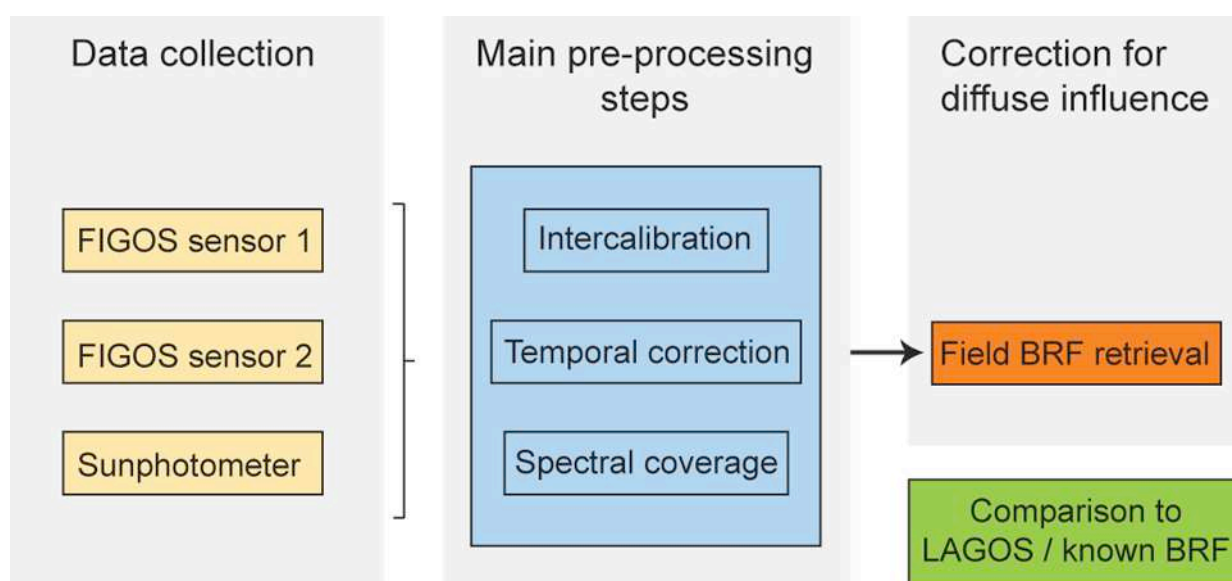 Data collection
FIGOS sensor 1
FIGOS sensor 2
Sunphotometer
Main pre-processing
steps
Intercalibration
Temporal correction
Spectral coverage
Correction for
diffuse influence
Field BRF retrieval
Comparison to
LAGOS / known BRF